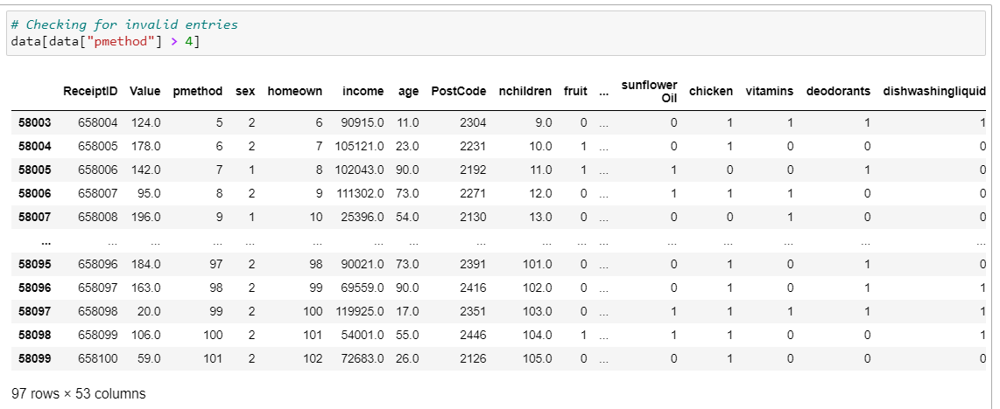 # Checking for invalid entries
data[data["pmethod"] > 4]
ReceiptID Value pmethod sex homeown income age PostCode nchildren fruit ... sunflower Oil chicken vitamins deodorants dishwashingliquid
58003 658004 124.0 5 2 6 90915.0 11.0 2304 9.0 0 ... 0 1 1 1 1
58004 658005 178.0 6 2 7 105121.0 23.0 2231 10.0 1 ... 0 1 0 0 0
58005 658006 142.0 7 1 8 102043.0 90.0 2192 11.0 1 ... 1 0 0 1 0
58006 658007 95.0 8 2 9 111302.0 73.0 2271 12.0 0 ... 1 1 1 0 0
58007 658008 196.0 9 1 10 25396.0 54.0 2130 13.0 0 ... 0 0 1 0 0
... ... ... ... ... ... ... ... ... ... ... ... ... ... ... ... ...
58095 658096 184.0 97 2 98 90021.0 73.0 2391 101.0 0 ... 0 1 0 1 0
58096 658097 163.0 98 2 99 69559.0 90.0 2416 102.0 0 ... 0 1 0 1 1
58097 658098 20.0 99 2 100 119925.0 17.0 2351 103.0 0 ... 1 1 1 1 1
58098 658099 106.0 100 2 101 54001.0 55.0 2446 104.0 1 ... 1 1 0 0 1
58099 658100 59.0 101 2 102 72683.0 26.0 2126 105.0 0 ... 0 1 0 0 0
97 rows × 53 columns